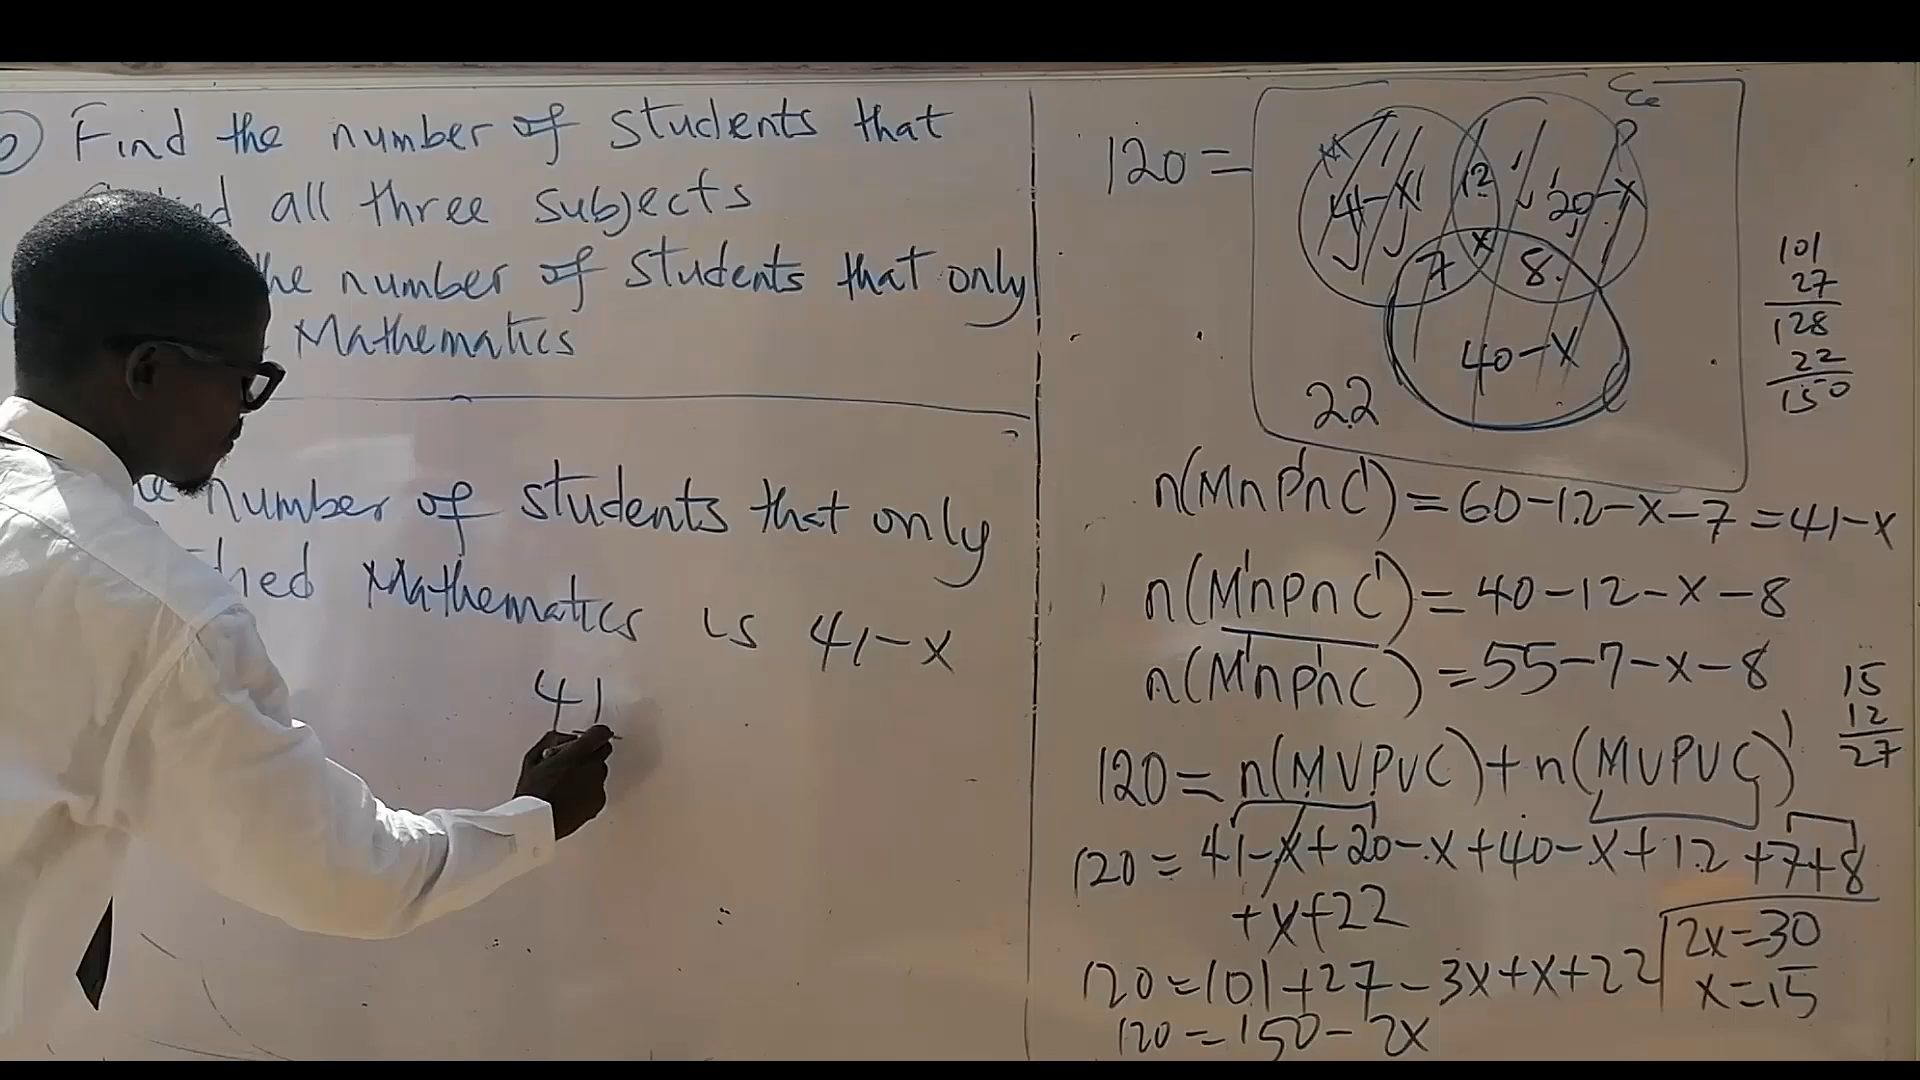 Find the number of students that
all three subjects
the number of students that only
Mathematics
number of students that only
Mathematics is 41-x
41
120 =
ξ
M
P
41-x
12
20-x
x
7
8
40-x
C
22
101
27
128
22
150
n(M∩P'∩C') = 60-12-x-7 = 41-x
n(M'∩P∩C') = 40-12-x-8
n(M'∩P'∩C) = 55-7-x-8
15
12
27
120 = n(MUPUC) + n(MUPUC)'
120 = 41-x+20-x+40-x+12+7+8
+x+22
120 = 101+27-3x+x+22
120 = 150-2x
2x=30
x=15